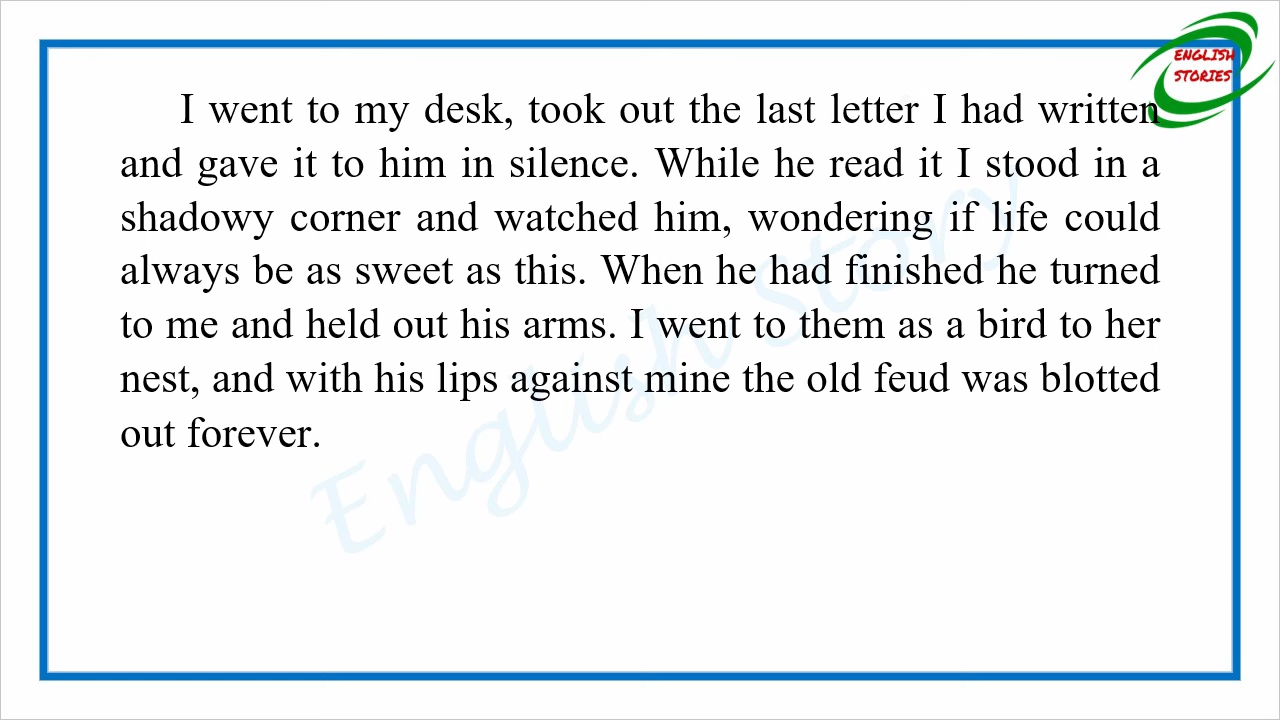 ENGLISH
STORIES
I went to my desk, took out the last letter I had written
and gave it to him in silence. While he read it I stood in a
shadowy corner and watched him, wondering if life could
always be as sweet as this. When he had finished he turned
to me and held out his arms. I went to them as a bird to her
nest, and with his lips against mine the old feud was blotted
out forever.
English Story